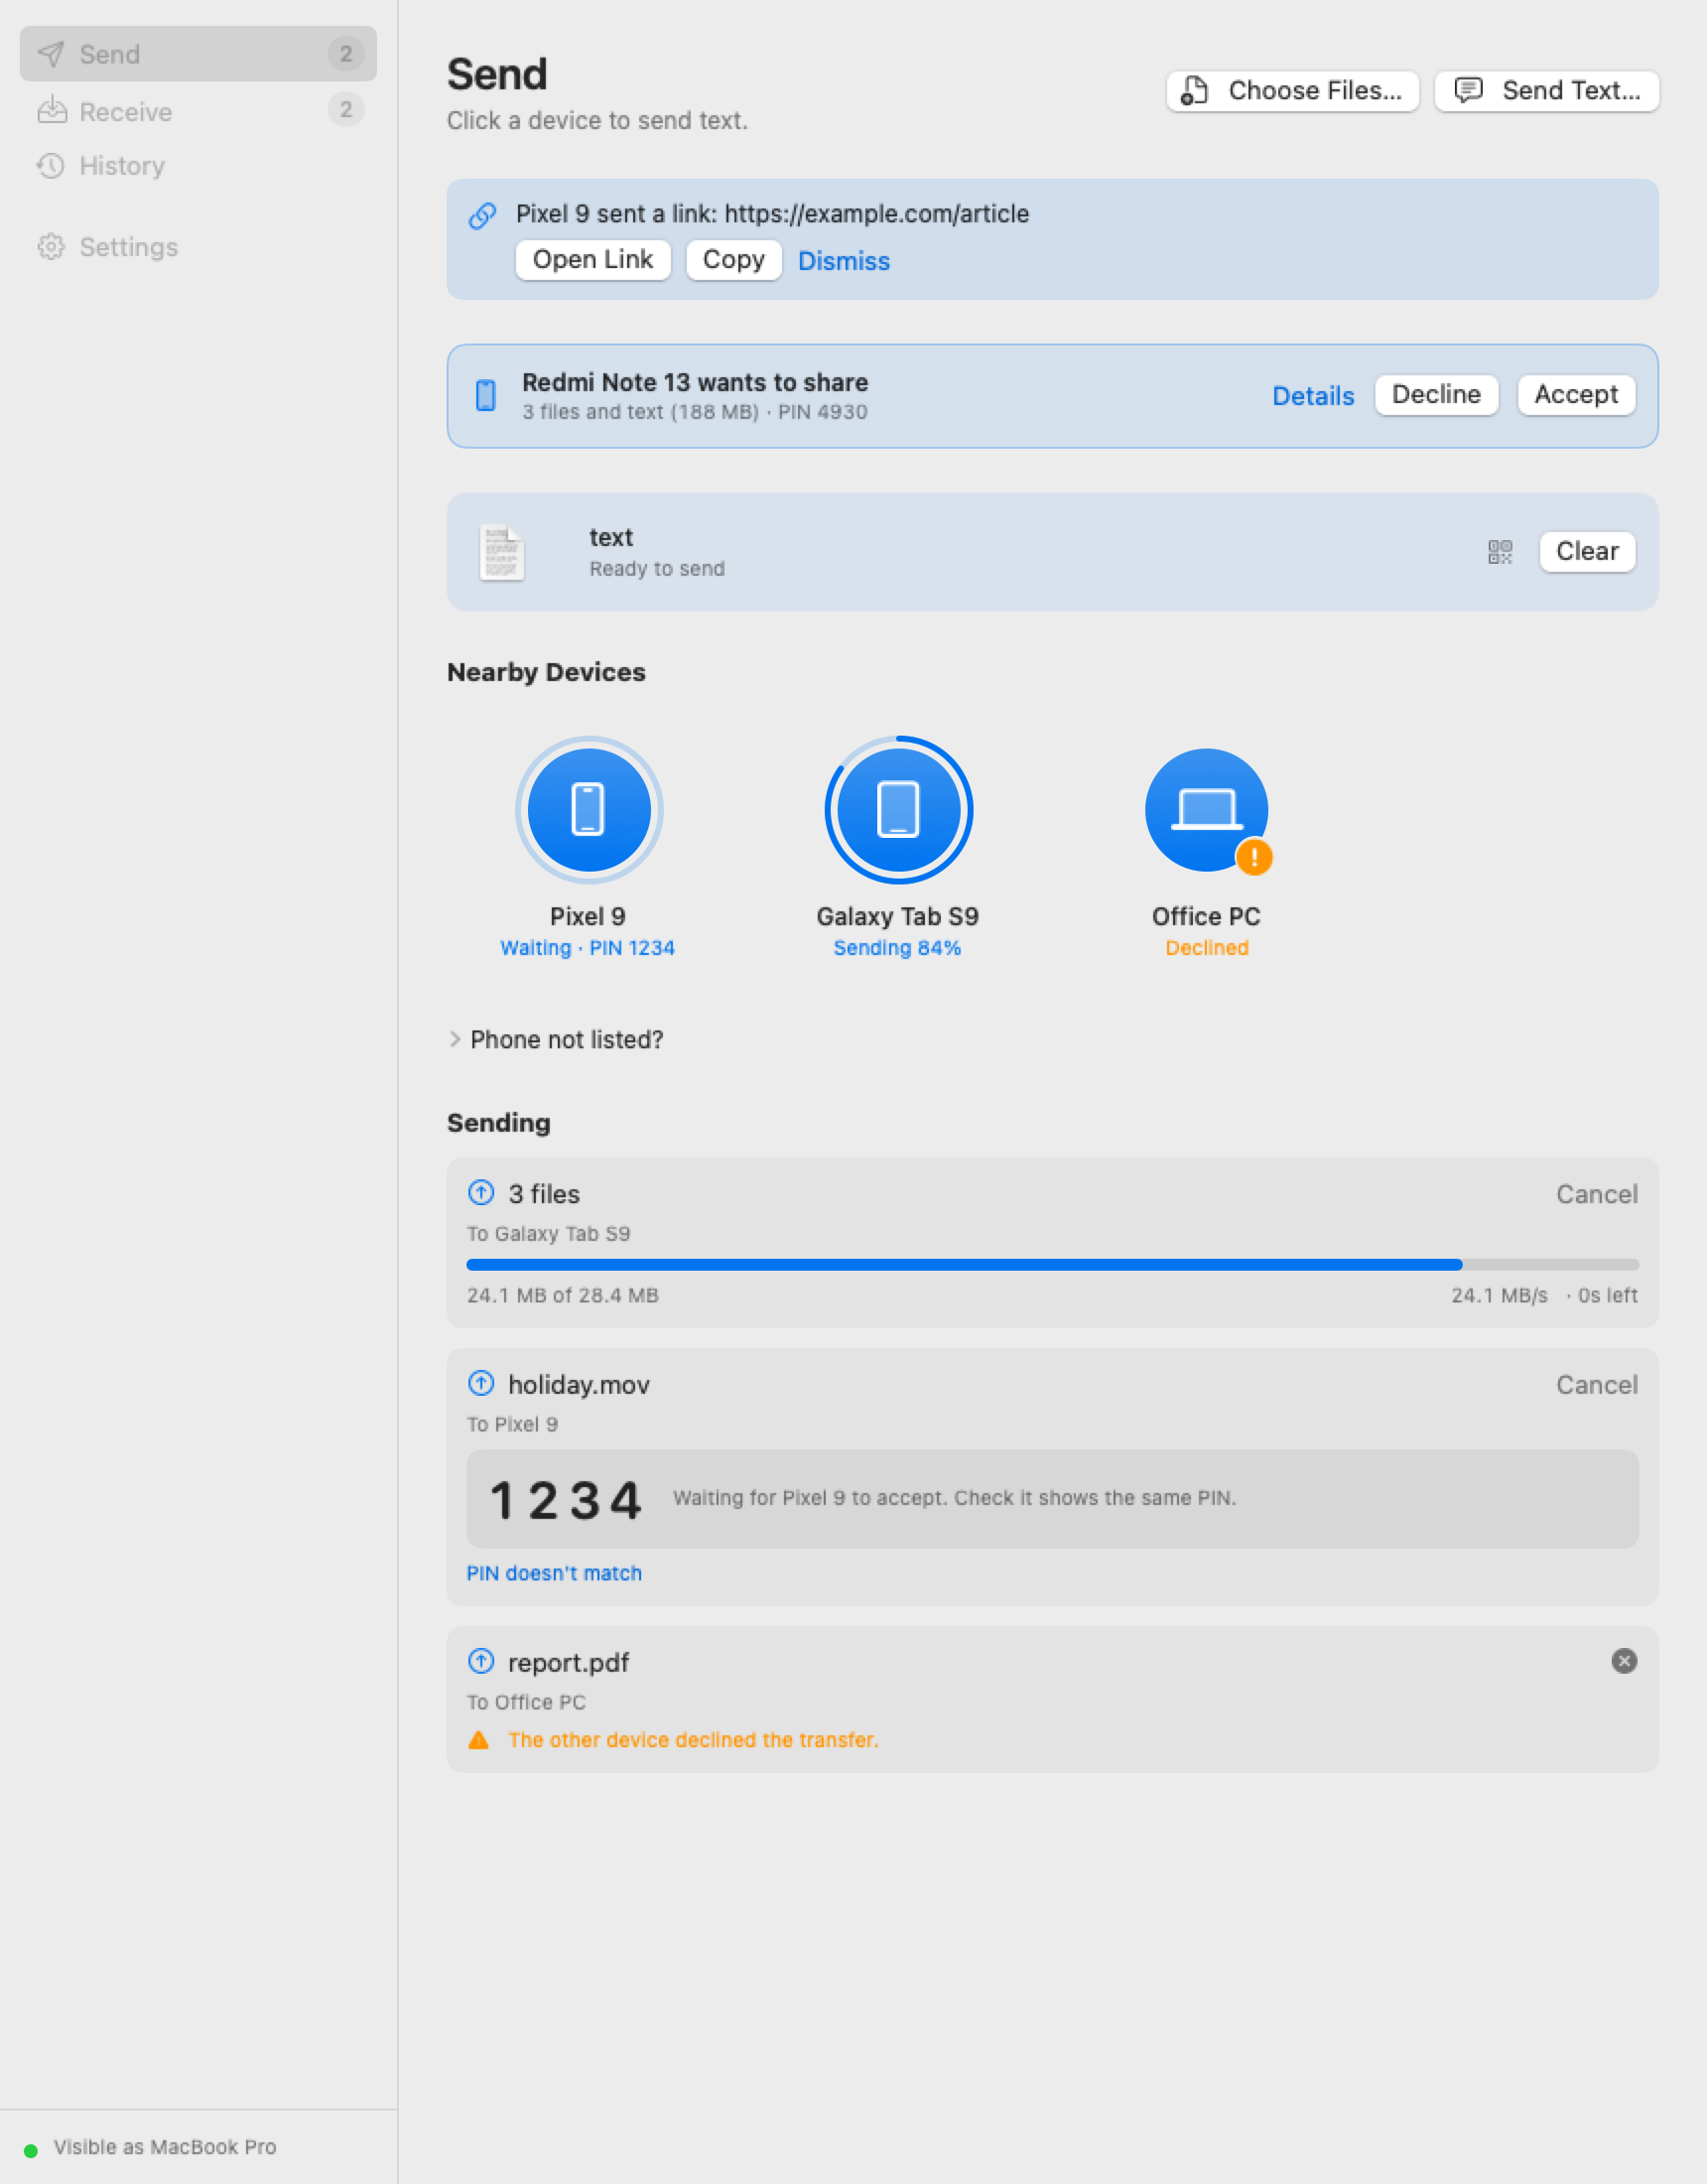 Send 2
Receive 2
History
Settings
Visible as MacBook Pro
Send
Click a device to send text.
Choose Files...
Send Text...
Pixel 9 sent a link: https://example.com/article
Open Link Copy Dismiss
Redmi Note 13 wants to share
3 files and text (188 MB) · PIN 4930
Details Decline Accept
text
Ready to send
Clear
Nearby Devices
Pixel 9
Waiting · PIN 1234
Galaxy Tab S9
Sending 84%
Office PC
Declined
Phone not listed?
Sending
3 files Cancel
To Galaxy Tab S9
24.1 MB of 28.4 MB 24.1 MB/s · 0s left
holiday.mov Cancel
To Pixel 9
1234 Waiting for Pixel 9 to accept. Check it shows the same PIN.
PIN doesn't match
report.pdf
To Office PC
The other device declined the transfer.